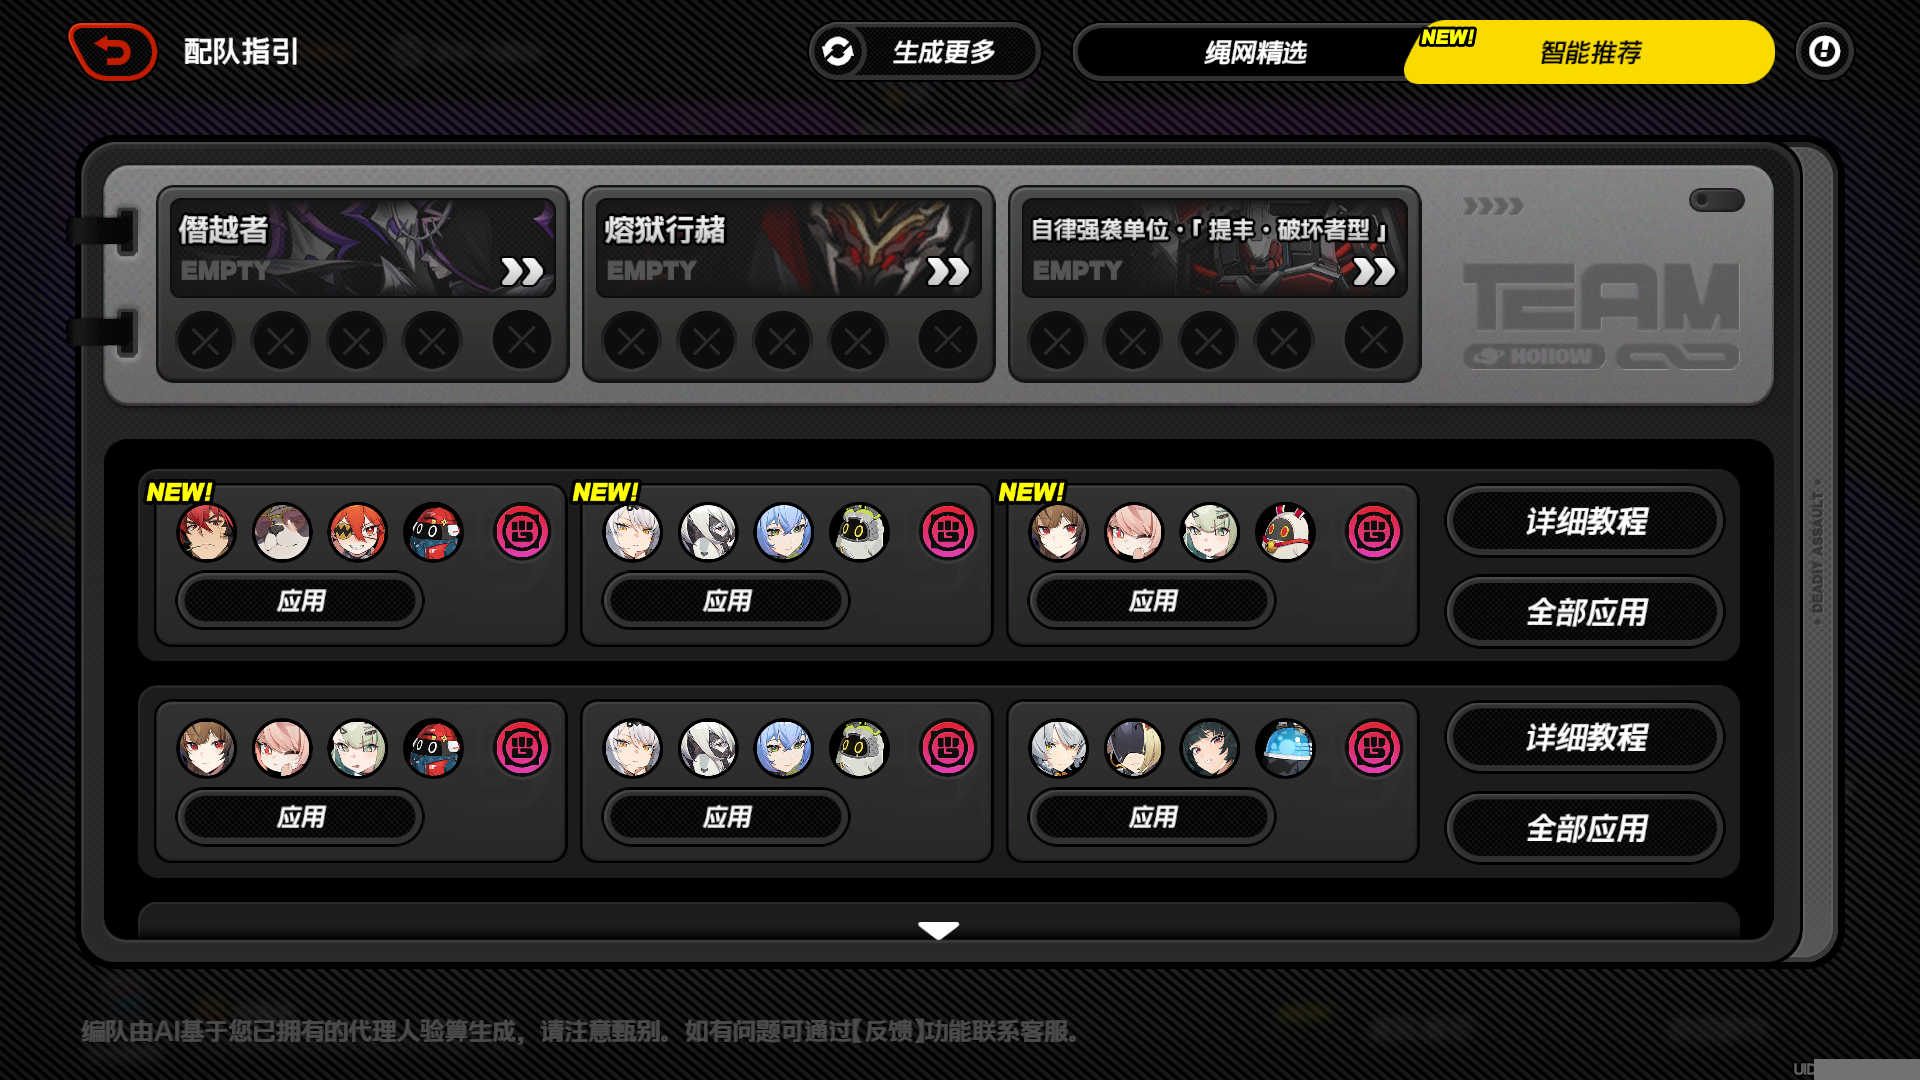 配队指引
生成更多
绳网精选
NEW!
智能推荐
僭越者
EMPTY
熔狱行赭
EMPTY
自律强袭单位·「提丰·破坏者型」
EMPTY
TEAM
HOLLOW
NEW!
NEW!
NEW!
应用
应用
应用
详细教程
全部应用
DEADLY ASSAULT
应用
应用
应用
详细教程
全部应用
编队由AI基于您已拥有的代理人验算生成，请注意甄别。如有问题可通过【反馈】功能联系客服。
UID